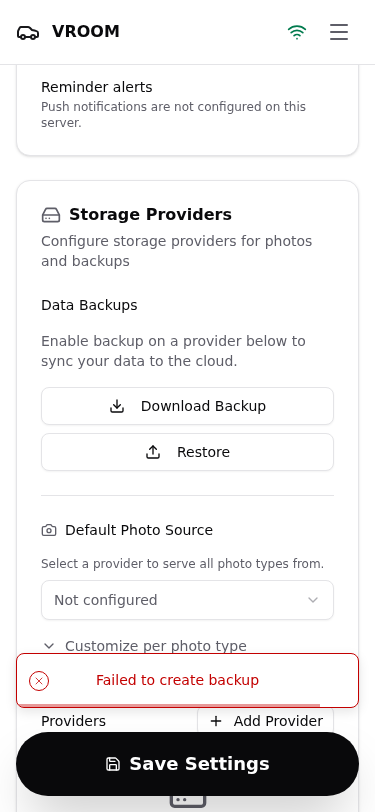 VROOM
Reminder alerts
Push notifications are not configured on this
server.
Storage Providers
Configure storage providers for photos
and backups
Data Backups
Enable backup on a provider below to
sync your data to the cloud.
Download Backup
Restore
Default Photo Source
Select a provider to serve all photo types from.
Not configured
Customize per photo type
Failed to create backup
Providers
Add Provider
Save Settings